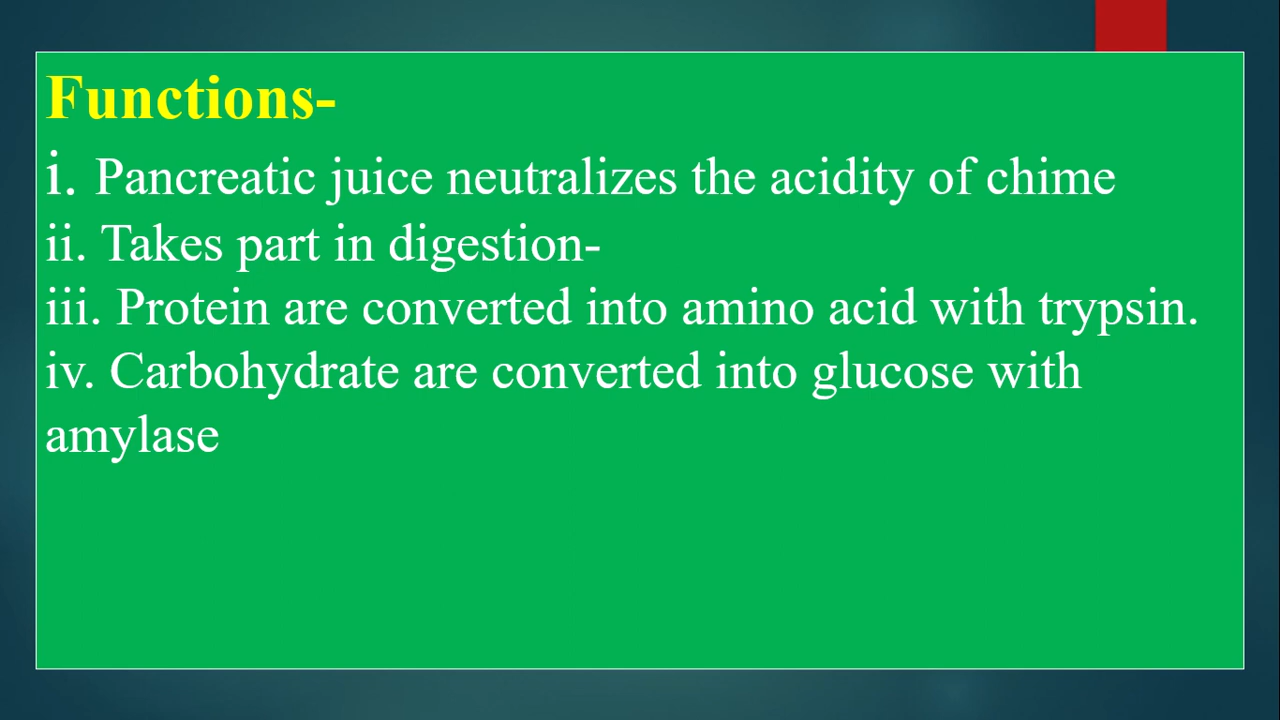 Functions-
i. Pancreatic juice neutralizes the acidity of chime
ii. Takes part in digestion-
iii. Protein are converted into amino acid with trypsin.
iv. Carbohydrate are converted into glucose with
amylase